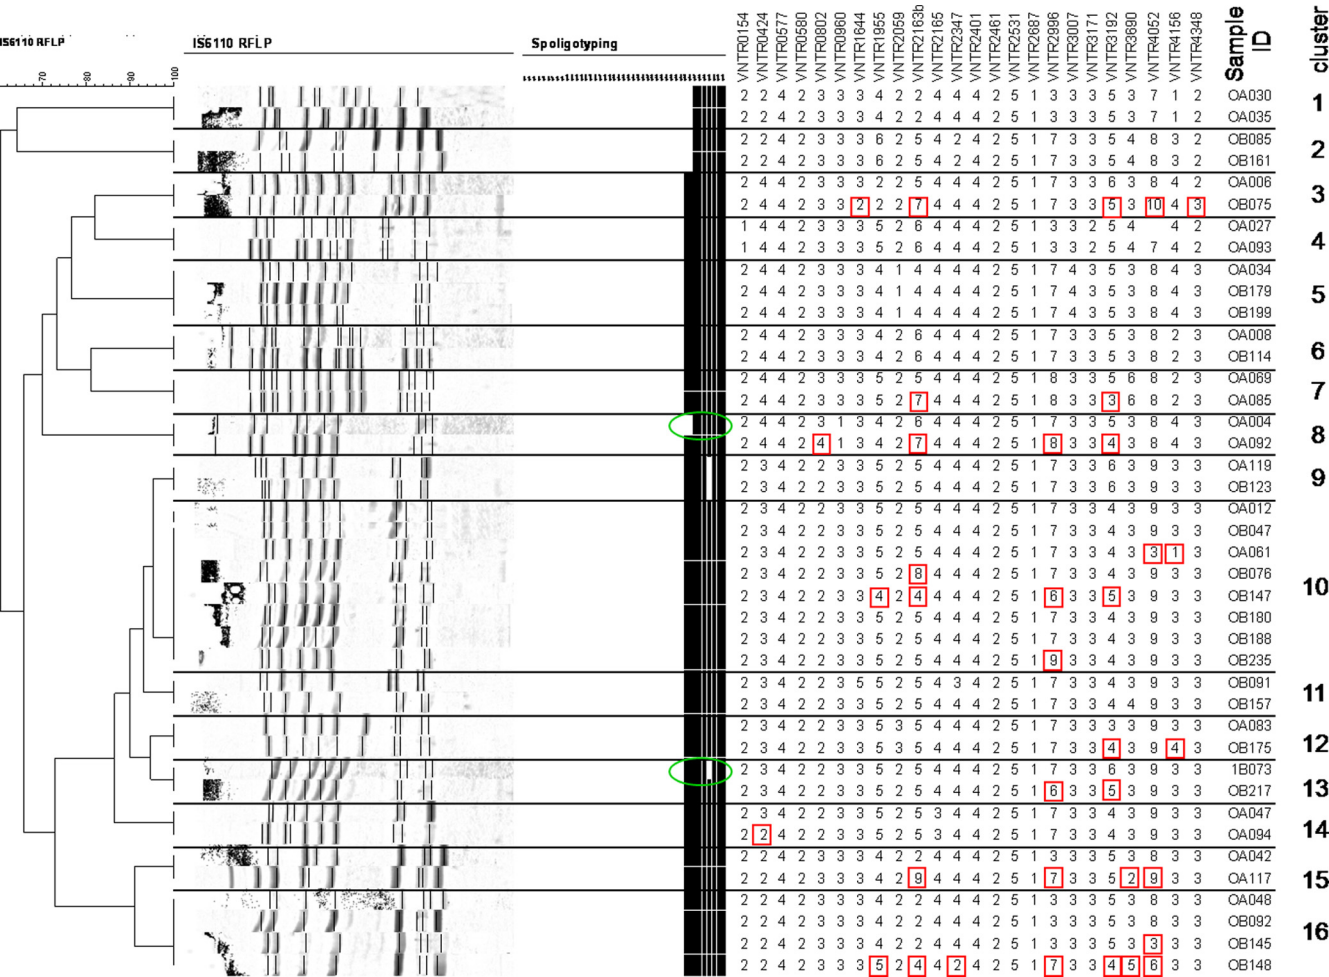 IS6110 RFLP
IS6110 RFLP
Spoligotyping
VNTR0154 VNTR0424 VNTR0577 VNTR0580 VNTR0802 VNTR0960 VNTR1644 VNTR1955 VNTR2059 VNTR2163b VNTR2165 VNTR2347 VNTR2401 VNTR2461 VNTR2531 VNTR2687 VNTR2996 VNTR3007 VNTR3171 VNTR3192 VNTR3690 VNTR4052 VNTR4156 VNTR4348 Sample ID cluster
70 80 90 100
2 2 4 2 3 3 3 4 2 2 4 4 4 2 5 1 3 3 3 5 3 7 1 2 OA030
1
2 2 4 2 3 3 3 4 2 2 4 4 4 2 5 1 3 3 3 5 3 7 1 2 OA035
2 2 4 2 3 3 3 6 2 5 4 2 4 2 5 1 7 3 3 5 4 8 3 2 OB085
2
2 2 4 2 3 3 3 6 2 5 4 2 4 2 5 1 7 3 3 5 4 8 3 2 OB161
2 4 4 2 3 3 3 2 2 5 4 4 4 2 5 1 7 3 3 6 3 8 4 2 OA006
3
2 4 4 2 3 3 2 2 2 7 4 4 4 2 5 1 7 3 3 5 3 10 4 3 OB075
1 4 4 2 3 3 3 5 2 6 4 4 4 2 5 1 3 3 2 5 4 4 2 OA027
4
1 4 4 2 3 3 3 5 2 6 4 4 4 2 5 1 3 3 2 5 4 7 4 2 OA093
2 4 4 2 3 3 3 4 1 4 4 4 4 2 5 1 7 4 3 5 3 8 4 3 OA034
5
2 4 4 2 3 3 3 4 1 4 4 4 4 2 5 1 7 4 3 5 3 8 4 3 OB179
2 4 4 2 3 3 3 4 1 4 4 4 4 2 5 1 7 4 3 5 3 8 4 3 OB199
2 4 4 2 3 3 3 4 2 6 4 4 4 2 5 1 7 3 3 5 3 8 2 3 OA008
6
2 4 4 2 3 3 3 4 2 6 4 4 4 2 5 1 7 3 3 5 3 8 2 3 OB114
2 4 4 2 3 3 3 5 2 5 4 4 4 2 5 1 8 3 3 5 6 8 2 3 OA069
7
2 4 4 2 3 3 3 5 2 7 4 4 4 2 5 1 8 3 3 3 6 8 2 3 OA085
2 4 4 2 3 1 3 4 2 6 4 4 4 2 5 1 7 3 3 5 3 8 4 3 OA004
8
2 4 4 2 4 1 3 4 2 7 4 4 4 2 5 1 8 3 3 4 3 8 4 3 OA092
2 3 4 2 2 3 3 5 2 5 4 4 4 2 5 1 7 3 3 6 3 9 3 3 OA119
9
2 3 4 2 2 3 3 5 2 5 4 4 4 2 5 1 7 3 3 6 3 9 3 3 OB123
2 3 4 2 2 3 3 5 2 5 4 4 4 2 5 1 7 3 3 4 3 9 3 3 OA012
2 3 4 2 2 3 3 5 2 5 4 4 4 2 5 1 7 3 3 4 3 9 3 3 OB047
2 3 4 2 2 3 3 5 2 5 4 4 4 2 5 1 7 3 3 4 3 3 1 3 OA061
2 3 4 2 2 3 3 5 2 8 4 4 4 2 5 1 7 3 3 4 3 9 3 3 OB076
10
2 3 4 2 2 3 3 4 2 4 4 4 4 2 5 1 6 3 3 5 3 9 3 3 OB147
2 3 4 2 2 3 3 5 2 5 4 4 4 2 5 1 7 3 3 4 3 9 3 3 OB180
2 3 4 2 2 3 3 5 2 5 4 4 4 2 5 1 7 3 3 4 3 9 3 3 OB188
2 3 4 2 2 3 3 5 2 5 4 4 4 2 5 1 9 3 3 4 3 9 3 3 OB235
2 3 4 2 2 3 5 5 2 5 4 3 4 2 5 1 7 3 3 4 3 9 3 3 OB091
11
2 3 4 2 2 3 3 5 2 5 4 4 4 2 5 1 7 3 3 4 4 9 3 3 OB157
2 3 4 2 2 3 3 5 3 5 4 4 4 2 5 1 7 3 3 3 3 9 3 3 OA083
12
2 3 4 2 2 3 3 5 3 5 4 4 4 2 5 1 7 3 3 4 3 9 4 3 OB175
2 3 4 2 2 3 3 5 2 5 4 4 4 2 5 1 7 3 3 6 3 9 3 3 1B073
13
2 3 4 2 2 3 3 5 2 5 4 4 4 2 5 1 6 3 3 5 3 9 3 3 OB217
2 3 4 2 2 3 3 5 2 5 3 4 4 2 5 1 7 3 3 4 3 9 3 3 OA047
14
2 2 4 2 2 3 3 5 2 5 3 4 4 2 5 1 7 3 3 4 3 9 3 3 OA094
2 2 4 2 3 3 3 4 2 2 4 4 4 2 5 1 3 3 3 5 3 8 3 3 OA042
15
2 2 4 2 3 3 3 4 2 9 4 4 4 2 5 1 7 3 3 5 2 9 3 3 OA117
2 2 4 2 3 3 3 4 2 2 4 4 4 2 5 1 3 3 3 5 3 8 3 3 OA048
2 2 4 2 3 3 3 4 2 2 4 4 4 2 5 1 3 3 3 5 3 8 3 3 OB092
16
2 2 4 2 3 3 3 4 2 2 4 4 4 2 5 1 3 3 3 5 3 3 3 3 OB145
2 2 4 2 3 3 3 5 2 4 4 2 4 2 5 1 7 3 3 4 5 6 3 3 OB148